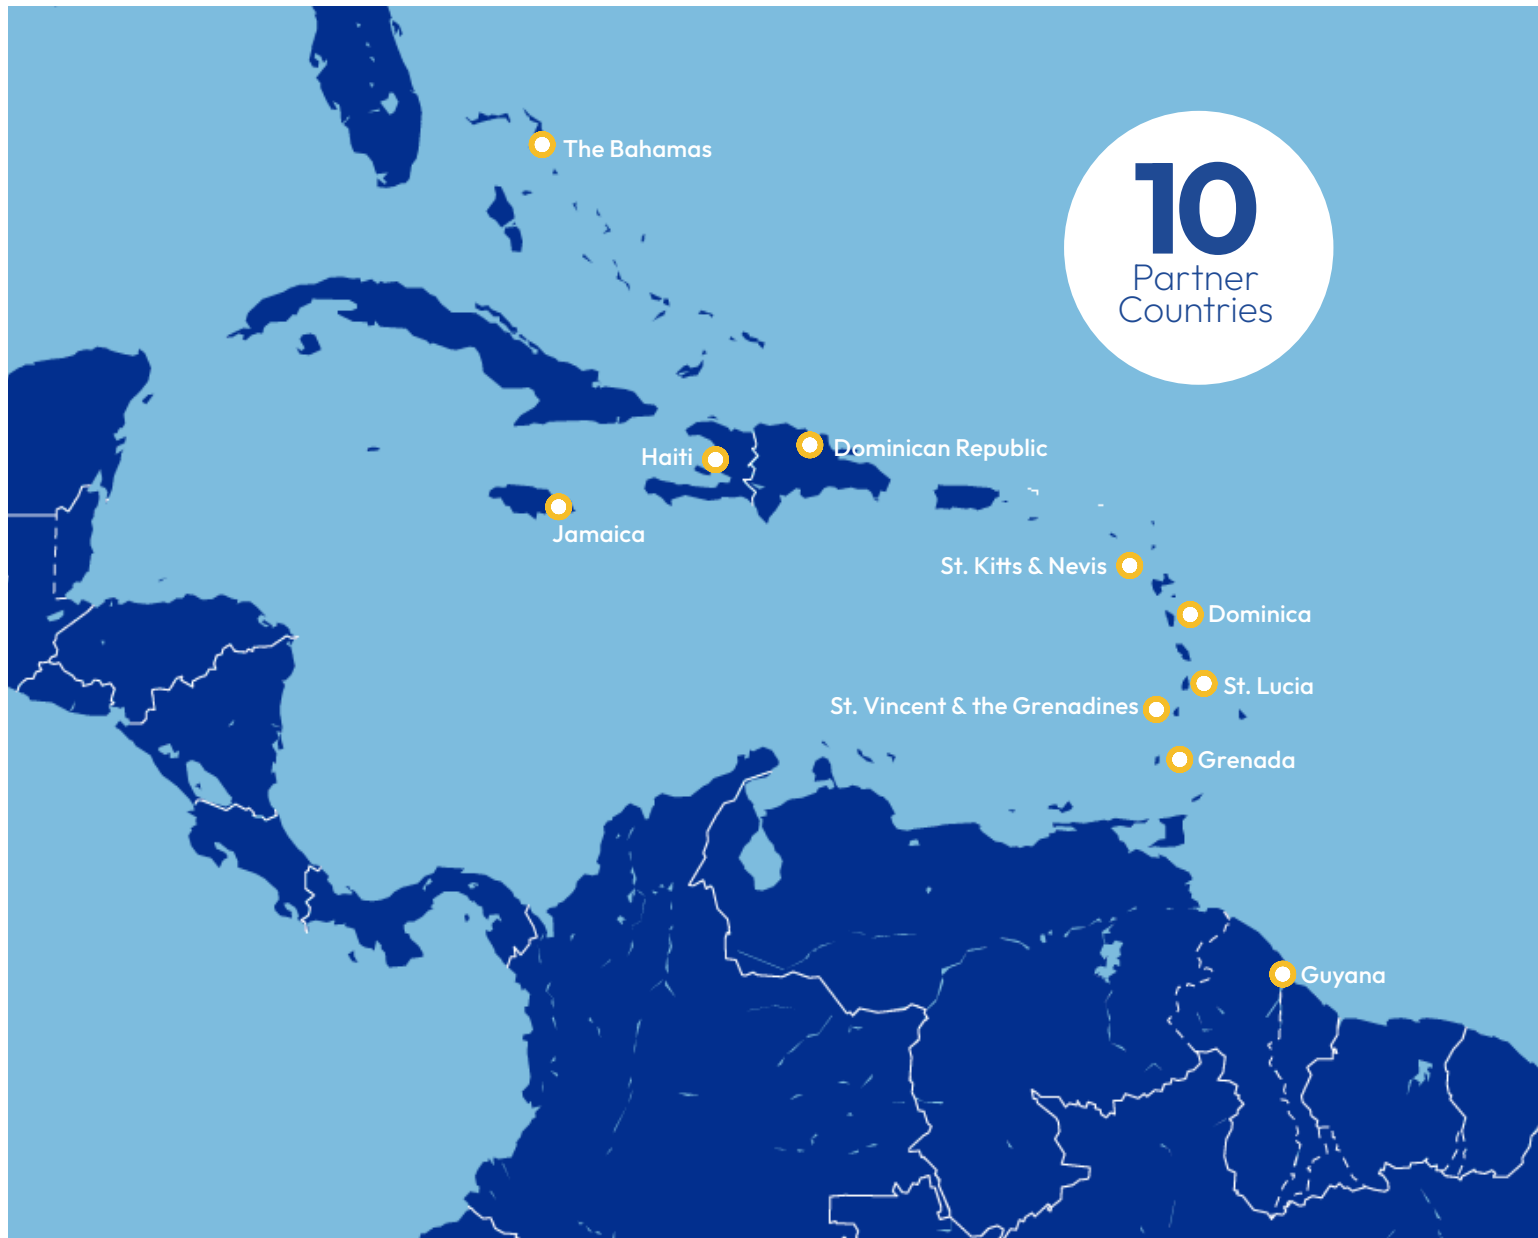 The Bahamas
10
Partner
Countries
Haiti
Dominican Republic
Jamaica
St. Kitts & Nevis
Dominica
St. Lucia
St. Vincent & the Grenadines
Grenada
Guyana